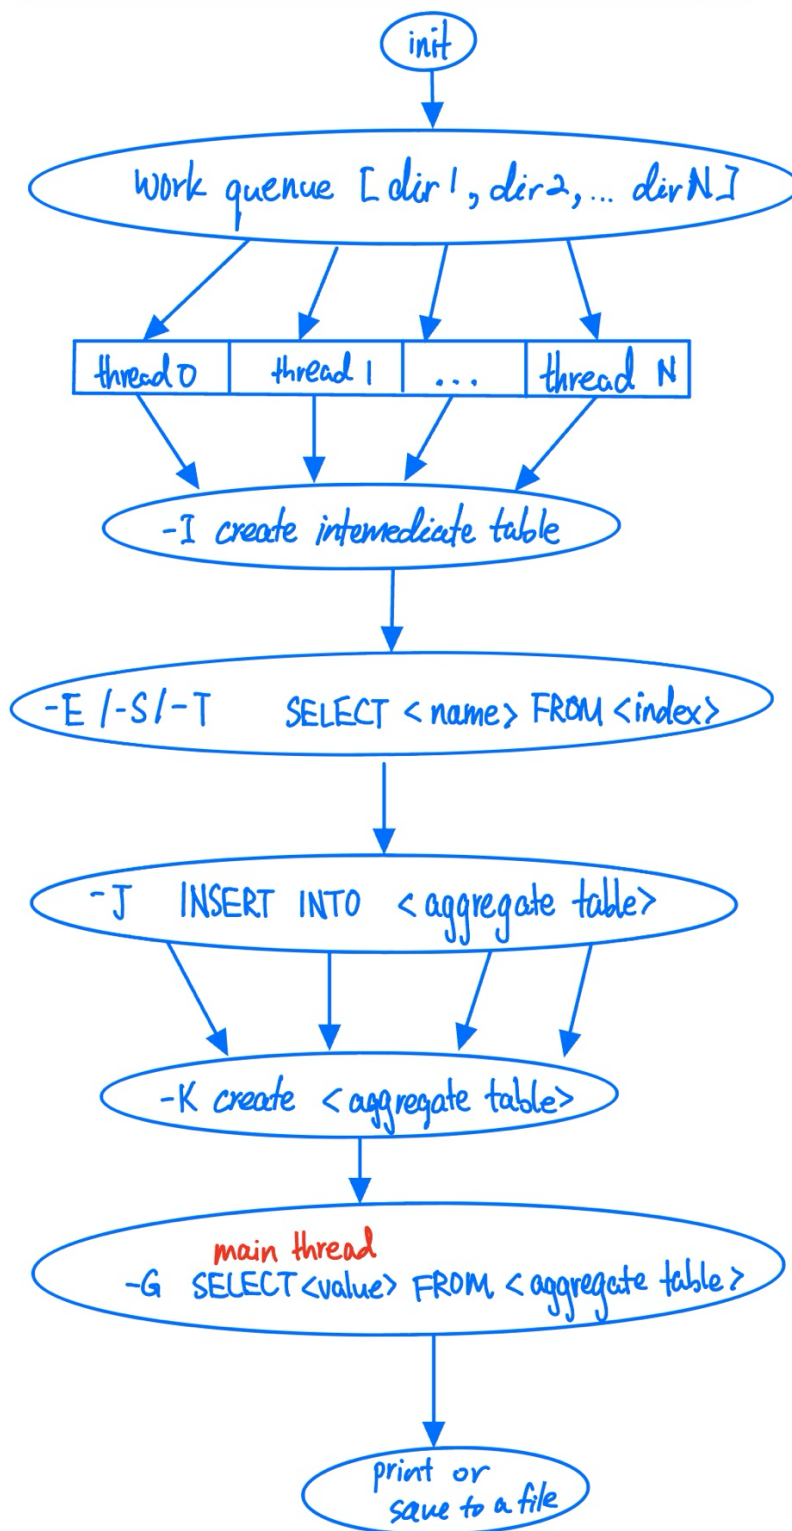 init
work quenue [dir1, dir2, ... dirN]
thread 0 thread 1 ... thread N
-I create intemediate table
-E /-S/-T SELECT <name> FROM <index>
-J INSERT INTO <aggregate table>
-K create <aggregate table>
main thread
-G SELECT <value> FROM <aggregate table>
print or
save to a file